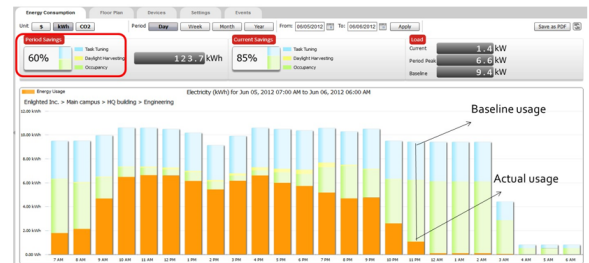 Energy Consumption Floor Plan Devices Settings Events
Unit $ kWh CO2 Period Day Week Month Year From: 06/05/2012 To: 06/06/2012 Apply Save as PDF
Period Savings Current Savings Load
60% Task Tuning Daylight Harvesting Occupancy 123.7 kWh 85% Task Tuning Daylight Harvesting Occupancy
Current 1.4 kW
Period Peak 6.6 kW
Baseline 9.4 kW
Energy Usage Electricity (kWh) for Jun 05, 2012 07:00 AM to Jun 06, 2012 06:00 AM
Enlighted Inc. > Main campus > HQ building > Engineering
12.00 kWh
Baseline usage
10.00 kWh
8.00 kWh
Actual usage
6.00 kWh
4.00 kWh
2.00 kWh
0.00 kWh
7 AM 8 AM 9 AM 10 AM 11 AM 12 PM 1 PM 2 PM 3 PM 4 PM 5 PM 6 PM 7 PM 8 PM 9 PM 10 PM 11 PM 12 AM 1 AM 2 AM 3 AM 4 AM 5 AM 6 AM